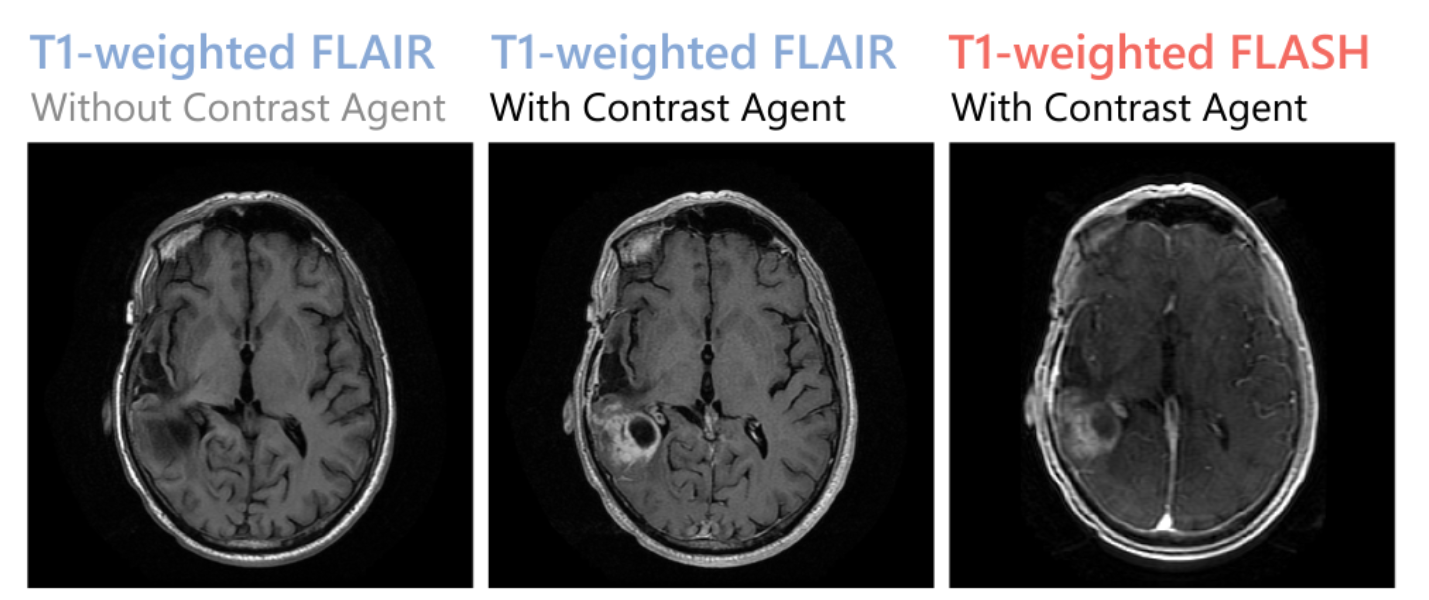 T1-weighted FLAIR
Without Contrast Agent
T1-weighted FLAIR
With Contrast Agent
T1-weighted FLASH
With Contrast Agent